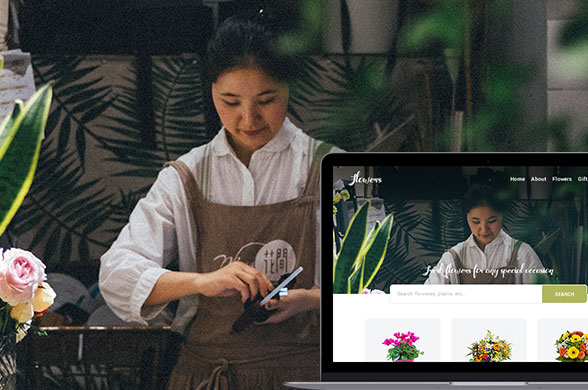 花間
flowers
Home About Flowers Gift
Fresh flowers for any special occasion
Search flowers, plants, etc...
SEARCH